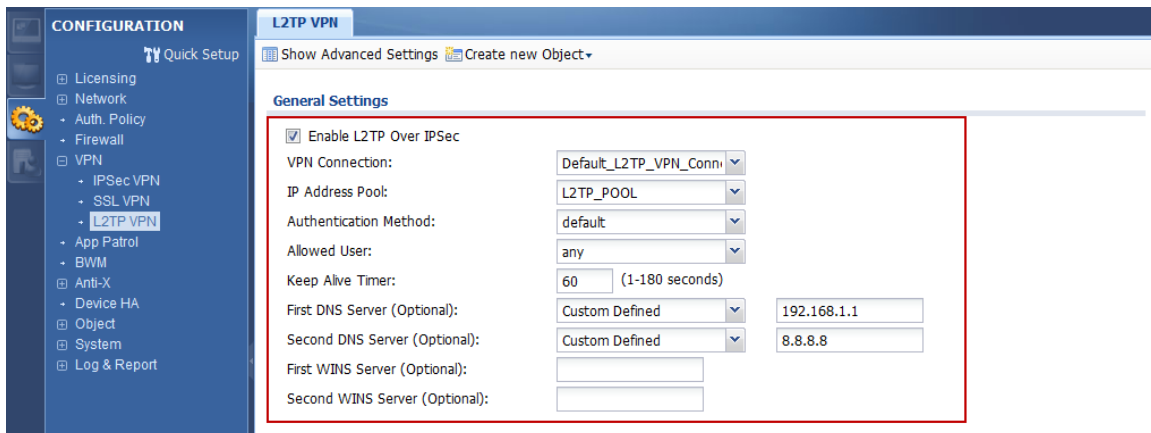 CONFIGURATION
Quick Setup
Licensing
Network
Auth. Policy
Firewall
VPN
IPSec VPN
SSL VPN
L2TP VPN
App Patrol
BWM
Anti-X
Device HA
Object
System
Log & Report
L2TP VPN
Show Advanced Settings Create new Object
General Settings
Enable L2TP Over IPSec
VPN Connection: Default_L2TP_VPN_Conn
IP Address Pool: L2TP_POOL
Authentication Method: default
Allowed User: any
Keep Alive Timer: 60 (1-180 seconds)
First DNS Server (Optional): Custom Defined 192.168.1.1
Second DNS Server (Optional): Custom Defined 8.8.8.8
First WINS Server (Optional):
Second WINS Server (Optional):